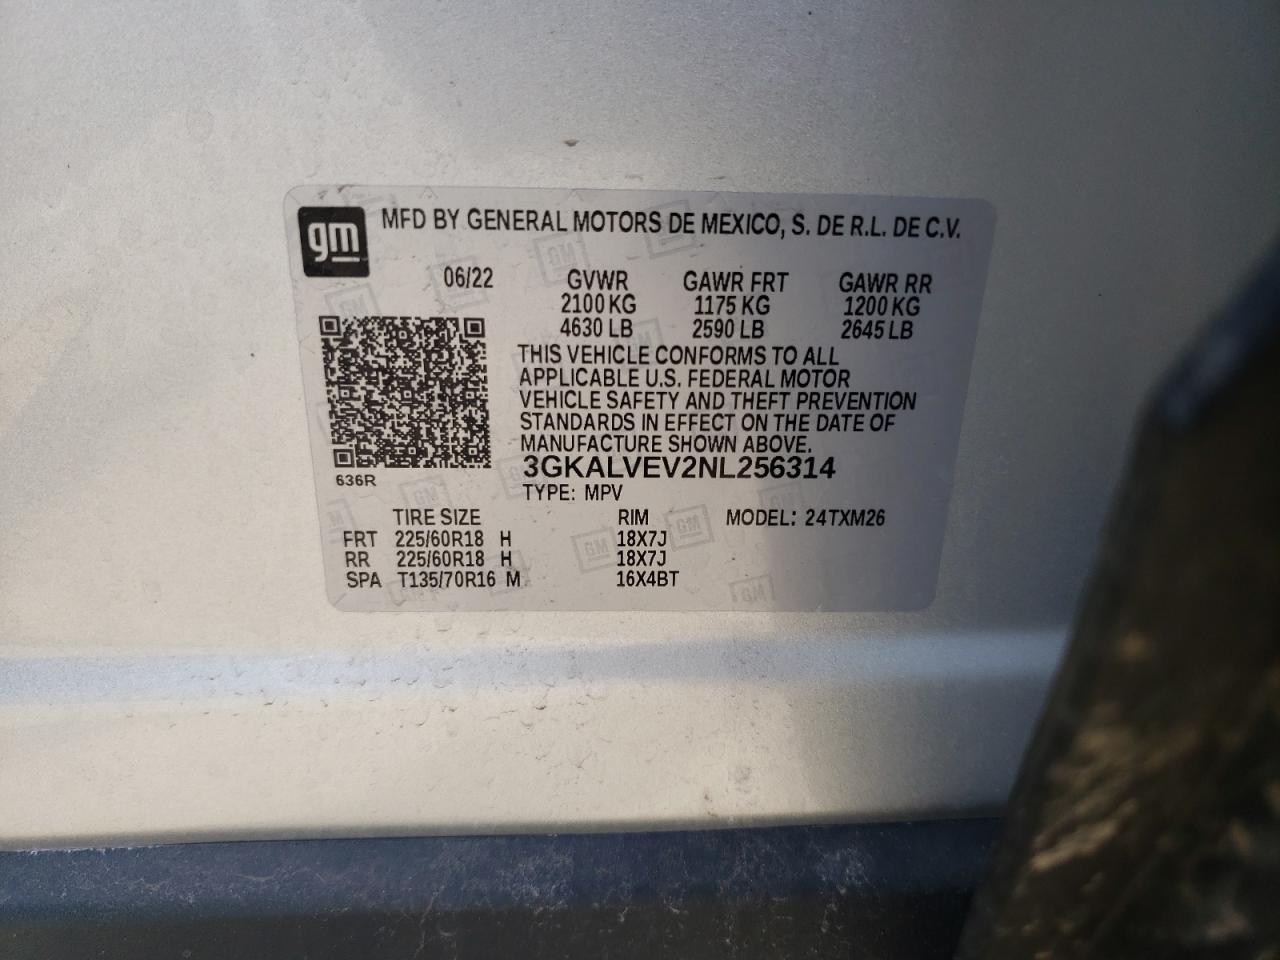 gm MFD BY GENERAL MOTORS DE MEXICO, S. DE R.L. DE C.V.
06/22 GVWR GAWR FRT GAWR RR
2100 KG 1175 KG 1200 KG
4630 LB 2590 LB 2645 LB
THIS VEHICLE CONFORMS TO ALL
APPLICABLE U.S. FEDERAL MOTOR
VEHICLE SAFETY AND THEFT PREVENTION
STANDARDS IN EFFECT ON THE DATE OF
MANUFACTURE SHOWN ABOVE.
3GKALVEV2NL256314
636R
TYPE: MPV
TIRE SIZE RIM MODEL: 24TXM26
FRT 225/60R18 H 18X7J
RR 225/60R18 H 18X7J
SPA T135/70R16 M 16X4BT